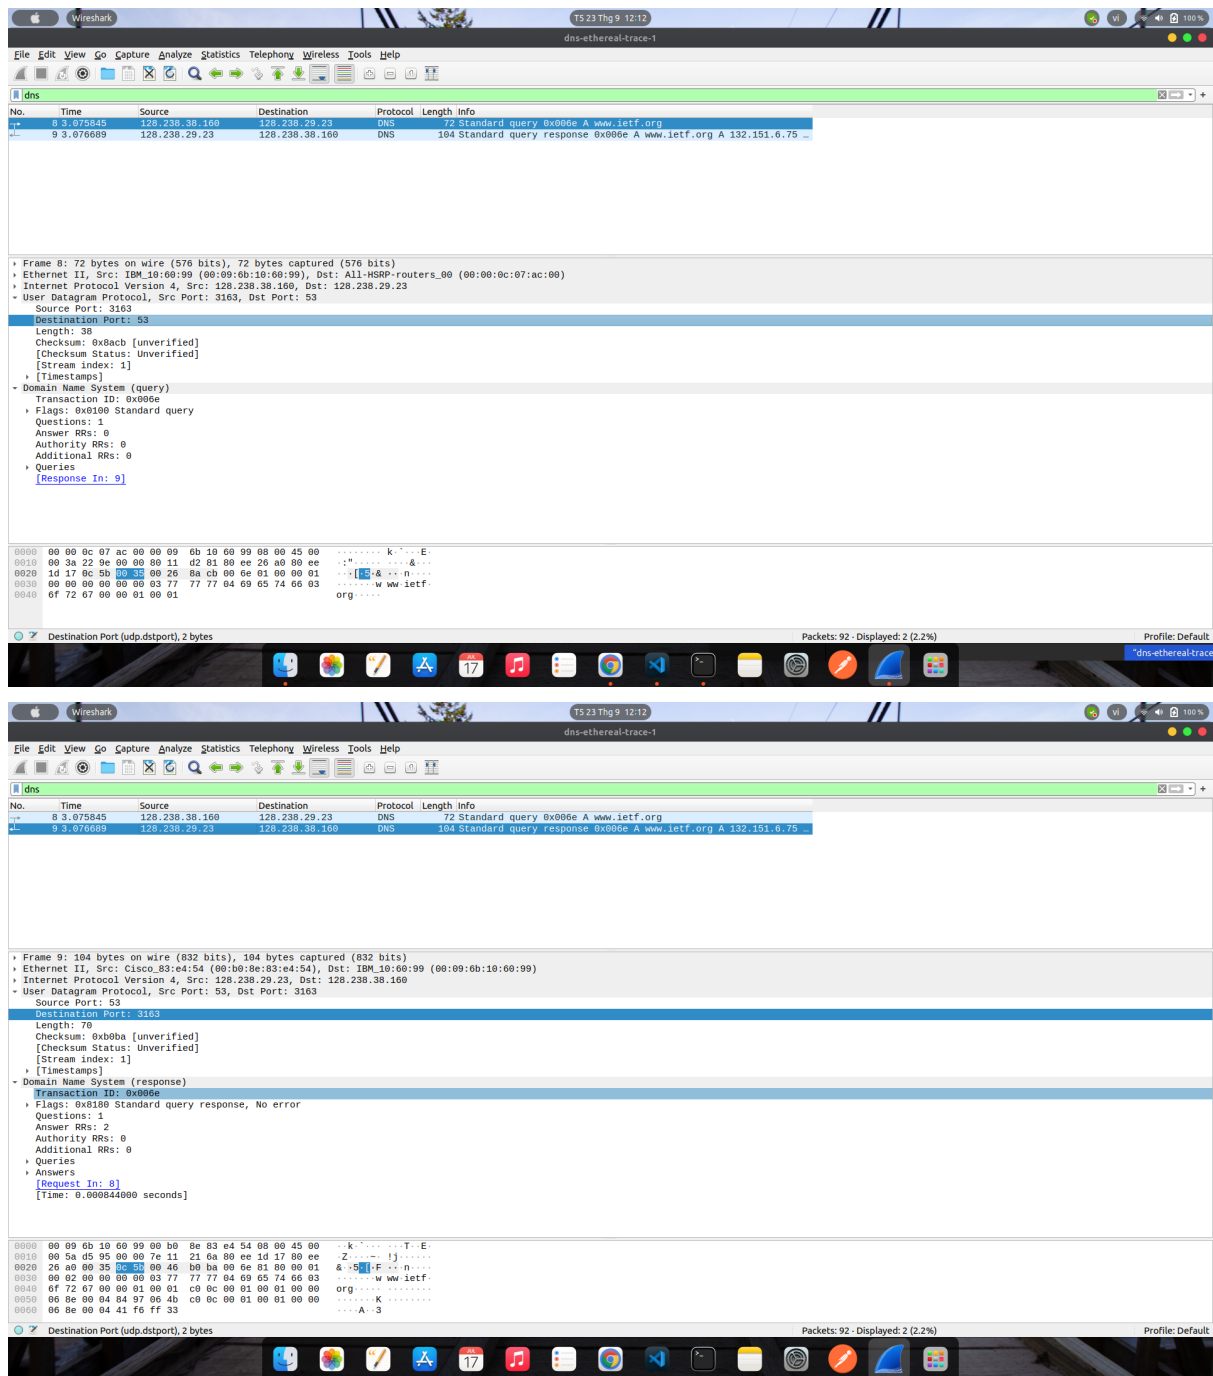 Wireshark T5 23 Thg 9 12:12 vi 100 %
dns-ethereal-trace-1
File Edit View Go Capture Analyze Statistics Telephony Wireless Tools Help
dns
No. Time Source Destination Protocol Length Info
8 3.075845 128.238.38.160 128.238.29.23 DNS 72 Standard query 0x006e A www.ietf.org
9 3.076689 128.238.29.23 128.238.38.160 DNS 104 Standard query response 0x006e A www.ietf.org A 132.151.6.75 …
Frame 8: 72 bytes on wire (576 bits), 72 bytes captured (576 bits)
Ethernet II, Src: IBM_10:60:99 (00:09:6b:10:60:99), Dst: All-HSRP-routers_00 (00:00:0c:07:ac:00)
Internet Protocol Version 4, Src: 128.238.38.160, Dst: 128.238.29.23
User Datagram Protocol, Src Port: 3163, Dst Port: 53
Source Port: 3163
Destination Port: 53
Length: 38
Checksum: 0x8acb [unverified]
[Checksum Status: Unverified]
[Stream index: 1]
[Timestamps]
Domain Name System (query)
Transaction ID: 0x006e
Flags: 0x0100 Standard query
Questions: 1
Answer RRs: 0
Authority RRs: 0
Additional RRs: 0
Queries
[Response In: 9]
0000 00 00 0c 07 ac 00 00 09 6b 10 60 99 08 00 45 00 ········ k·`···E·
0010 00 3a 22 9e 00 00 80 11 d2 81 80 ee 26 a0 80 ee ·:"····· ····&···
0020 1d 17 0c 5b 00 35 00 26 8a cb 00 6e 01 00 00 01 ···[·5·& ···n····
0030 00 00 00 00 00 00 03 77 77 77 04 69 65 74 66 03 ·······w ww·ietf·
0040 6f 72 67 00 00 01 00 01 org·····
Destination Port (udp.dstport), 2 bytes Packets: 92 · Displayed: 2 (2.2%) Profile: Default
"dns-ethereal-trace
JUL 17
Wireshark T5 23 Thg 9 12:12 vi 100 %
dns-ethereal-trace-1
File Edit View Go Capture Analyze Statistics Telephony Wireless Tools Help
dns
No. Time Source Destination Protocol Length Info
8 3.075845 128.238.38.160 128.238.29.23 DNS 72 Standard query 0x006e A www.ietf.org
9 3.076689 128.238.29.23 128.238.38.160 DNS 104 Standard query response 0x006e A www.ietf.org A 132.151.6.75 …
Frame 9: 104 bytes on wire (832 bits), 104 bytes captured (832 bits)
Ethernet II, Src: Cisco_83:e4:54 (00:b0:8e:83:e4:54), Dst: IBM_10:60:99 (00:09:6b:10:60:99)
Internet Protocol Version 4, Src: 128.238.29.23, Dst: 128.238.38.160
User Datagram Protocol, Src Port: 53, Dst Port: 3163
Source Port: 53
Destination Port: 3163
Length: 70
Checksum: 0xb0ba [unverified]
[Checksum Status: Unverified]
[Stream index: 1]
[Timestamps]
Domain Name System (response)
Transaction ID: 0x006e
Flags: 0x8180 Standard query response, No error
Questions: 1
Answer RRs: 2
Authority RRs: 0
Additional RRs: 0
Queries
Answers
[Request In: 8]
[Time: 0.000844000 seconds]
0000 00 09 6b 10 60 99 00 b0 8e 83 e4 54 08 00 45 00 ··k·`··· ···T··E·
0010 00 5a d5 95 00 00 7e 11 21 6a 80 ee 1d 17 80 ee ·Z····~· !j······
0020 26 a0 00 35 0c 5b 00 46 b0 ba 00 6e 81 80 00 01 &··5·[·F ···n····
0030 00 02 00 00 00 00 03 77 77 77 04 69 65 74 66 03 ·······w ww·ietf·
0040 6f 72 67 00 00 01 00 01 c0 0c 00 01 00 01 00 00 org····· ········
0050 06 8e 00 04 84 97 06 4b c0 0c 00 01 00 01 00 00 ·······K ········
0060 06 8e 00 04 41 f6 ff 33 ····A··3
Destination Port (udp.dstport), 2 bytes Packets: 92 · Displayed: 2 (2.2%) Profile: Default
JUL 17